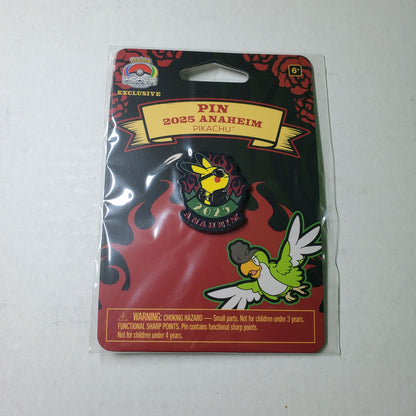 EXCLUSIVE
6+
PIN
2025 ANAHEIM
PIKACHU™
2025
ANAHEIM
⚠ WARNING: CHOKING HAZARD — Small parts. Not for children under 3 years.
FUNCTIONAL SHARP POINTS. Pin contains functional sharp points.
Not for children under 4 years.